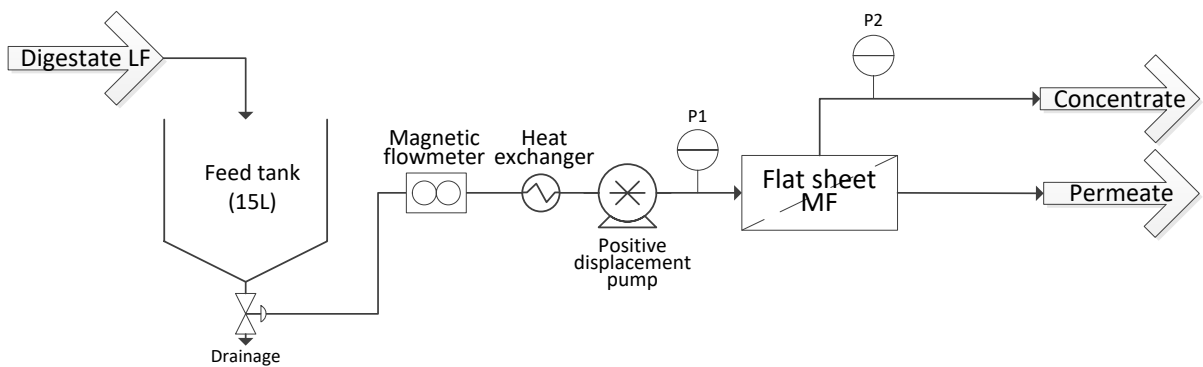 Digestate LF
Feed tank
(15L)
Drainage
Magnetic
flowmeter
Heat
exchanger
Positive
displacement
pump
P1
Flat sheet
MF
P2
Concentrate
Permeate